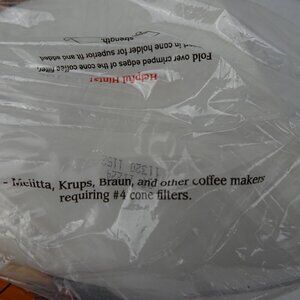 Helpful Hints!
Fold over crimped edges of the cone coffee filter
in cone holder for superior fit and added
strength.
- Melitta, Krups, Braun, and other coffee makers
requiring #4 cone filters.